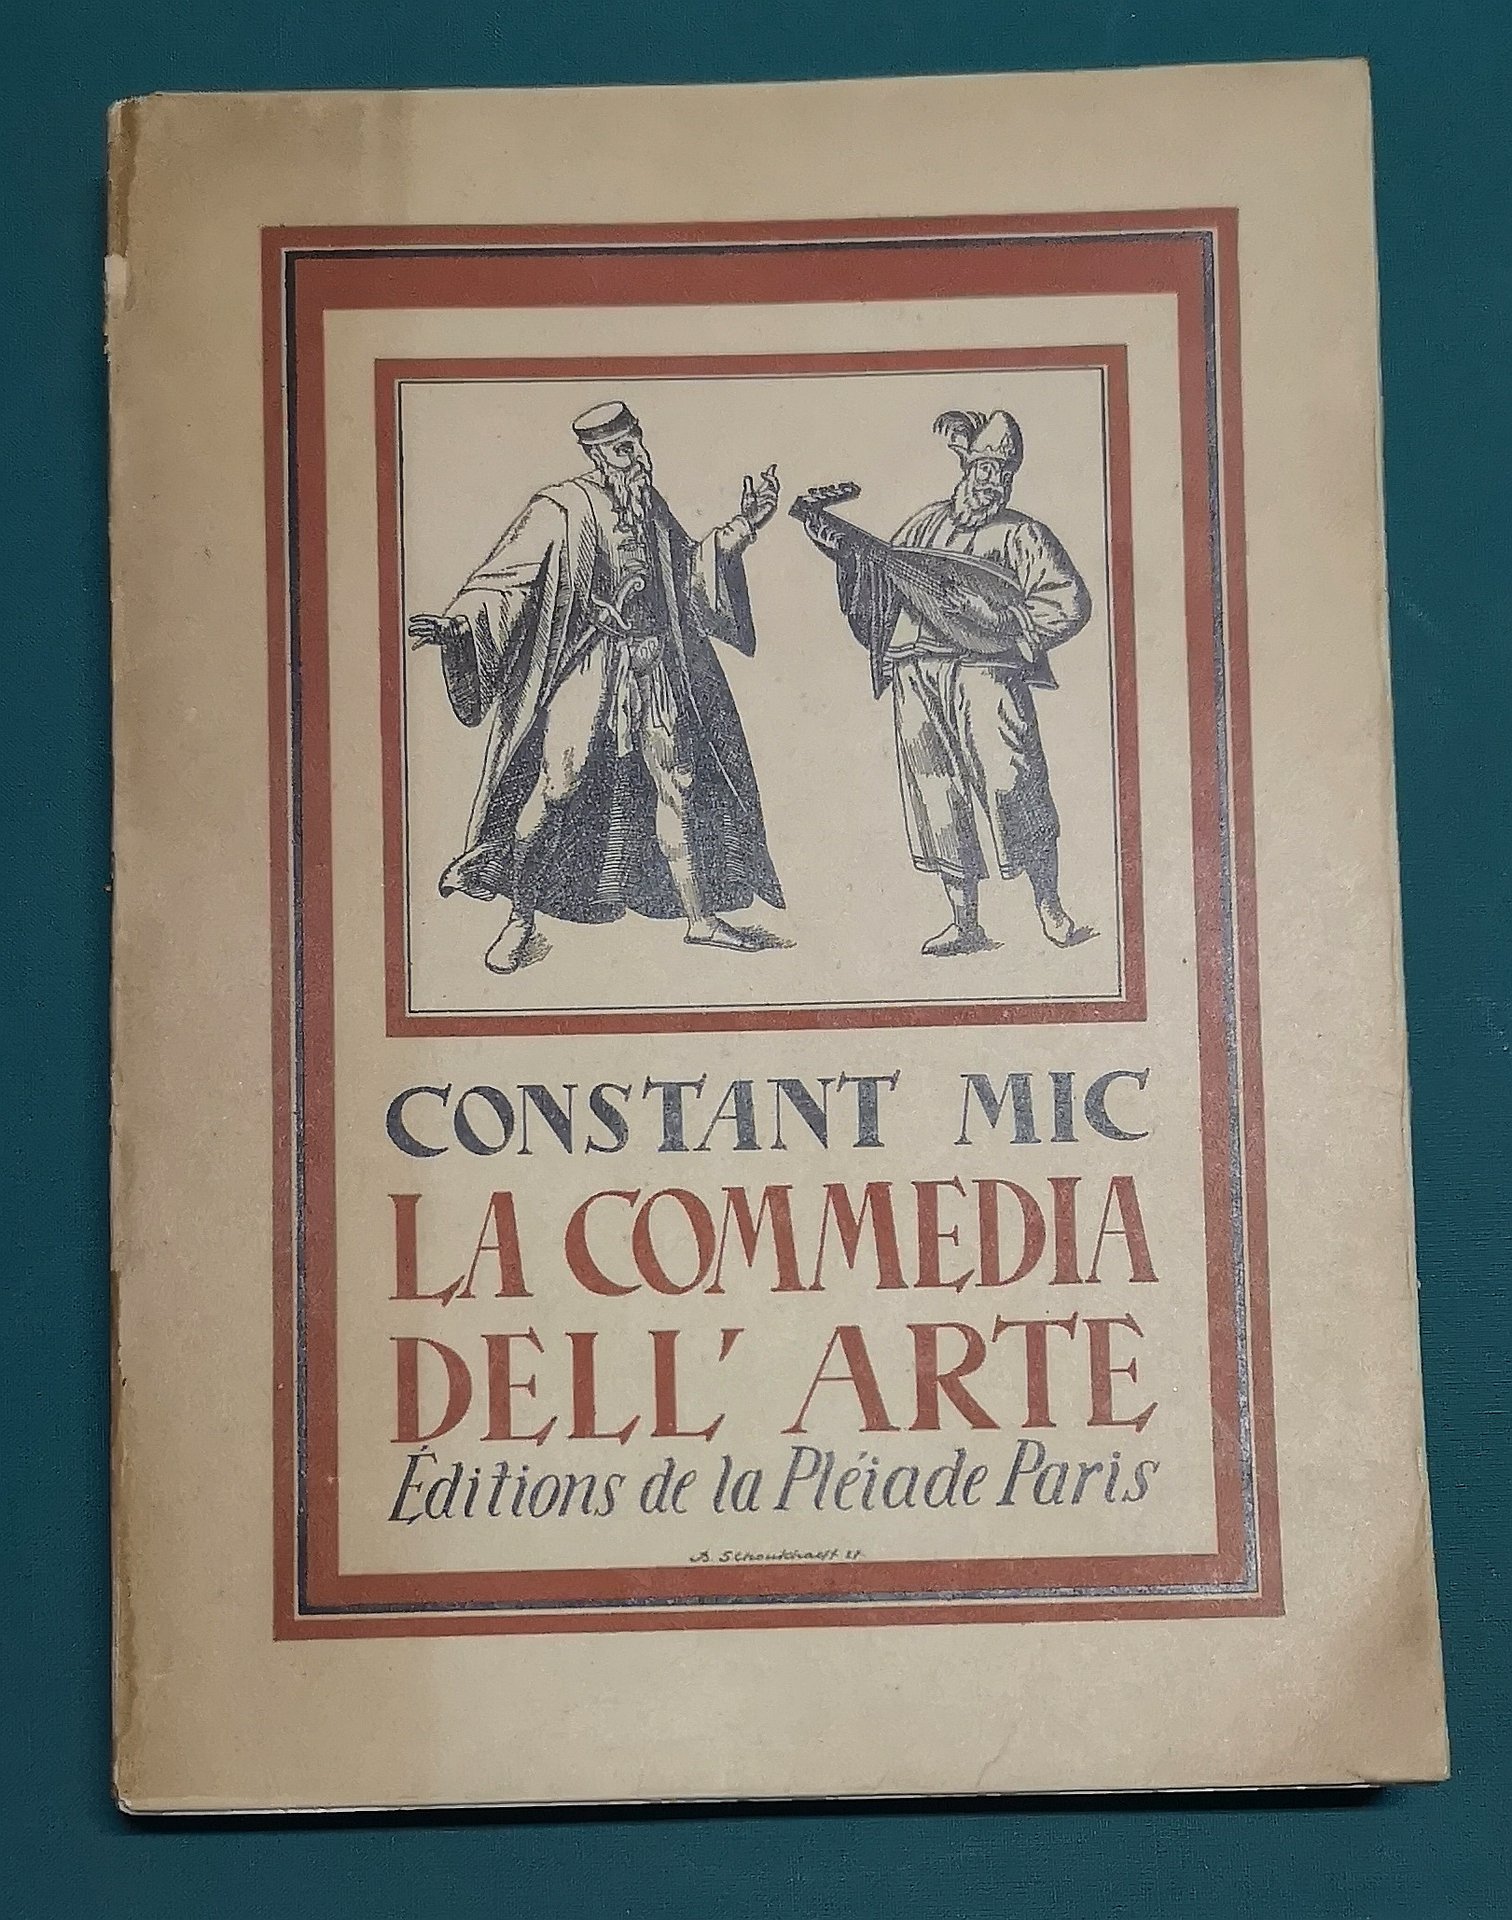 CONSTANT MIC
LA COMMEDIA
DELL' ARTE
Éditions de la Pléiade Paris